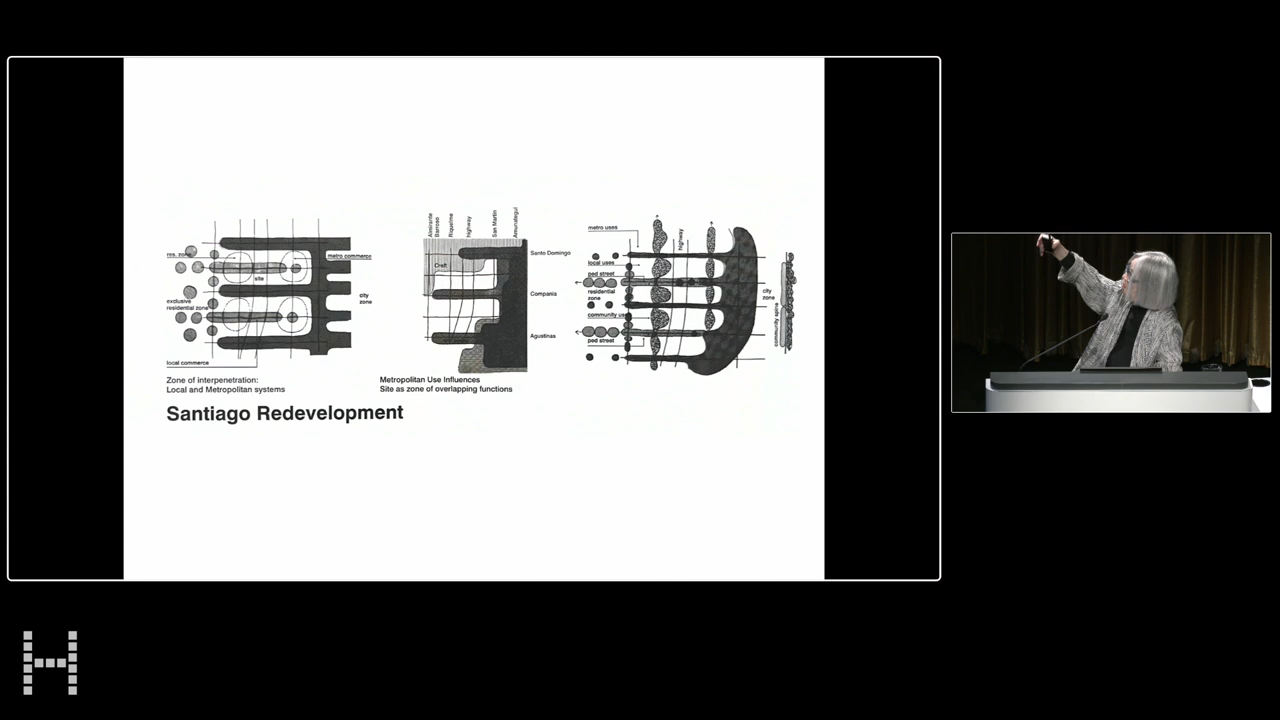 res. zone
metro commerce
site
exclusive
residential zone
city
zone
local commerce
Zone of interpenetration:
Local and Metropolitan systems
Almirante
Barroso
Riquelme
highway
San Martin
Amunategui
Craft
Santo Domingo
Compania
Agustinas
Metropolitan Use Influences
Site as zone of overlapping functions
metro uses
highway
local uses
ped street
residential
zone
community use
ped street
city
zone
community spine
Santiago Redevelopment
H